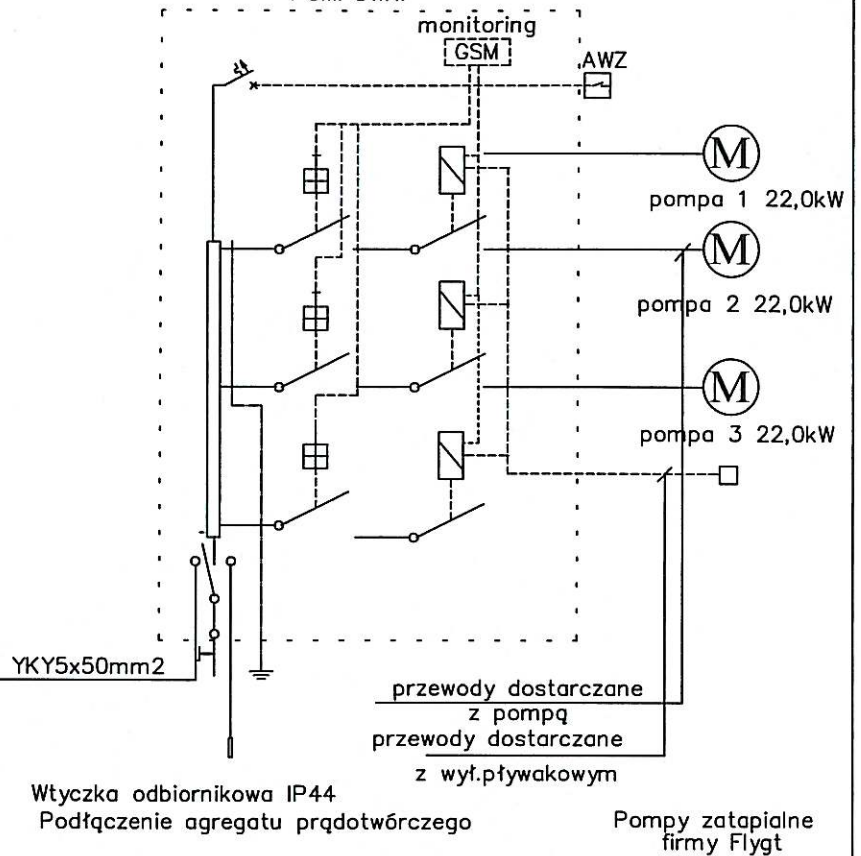 monitoring
GSM
AWZ
M
pompa 1 22,0kW
M
pompa 2 22,0kW
M
pompa 3 22,0kW
YKY5x50mm2
przewody dostarczane
z pompą
przewody dostarczane
z wył.pływakowym
Wtyczka odbiornikowa IP44
Podłączenie agregatu prądotwórczego
Pompy zatapialne
firmy Flygt